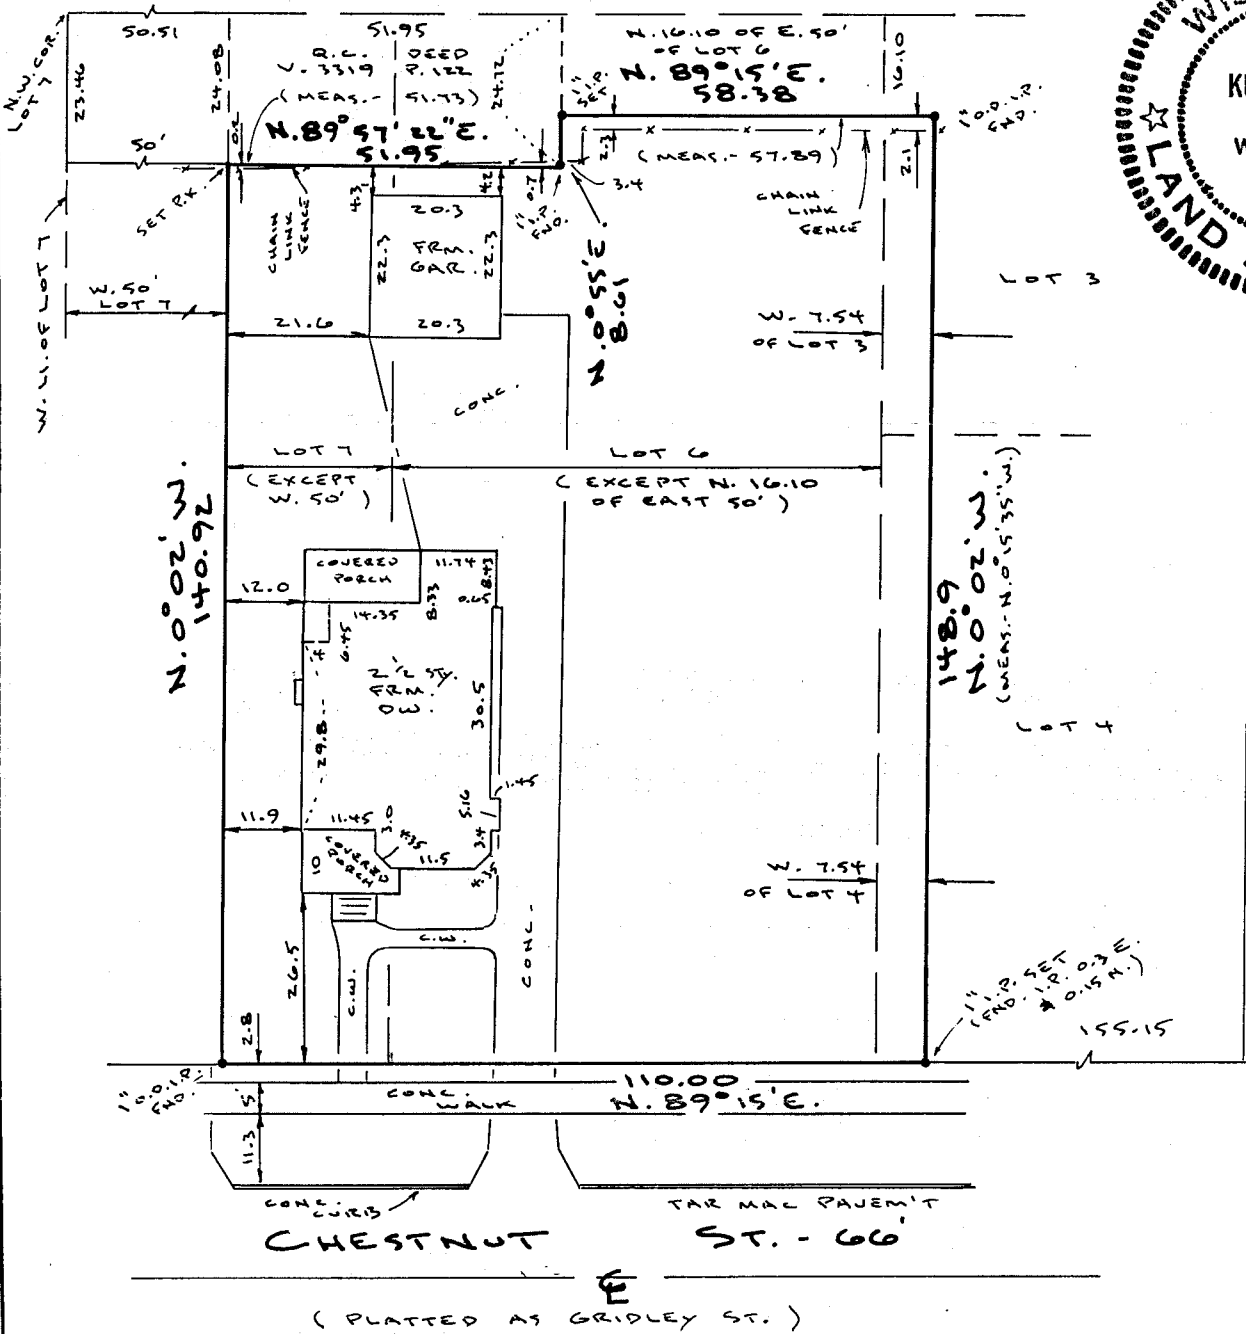 50.51
51.95
N. 16.10 OF E. 50'
OF LOT 6
N.W. COR.
LOT 7
23.46
24.08
Q.C. DEED
V. 3319 P. 122
(MEAS.- 51.73)
24.72
1" I.P.
SET
N. 89°15'E.
58.38
16.10
1" O.D. I.P.
FND.
WIS
LAND
W
50'
0.2
N. 89°57'22"E.
51.95
2.3
(MEAS.- 57.89)
2.1
3.4
SET P.K.
4.3
4.2
0.7
1" I.P.
FND.
CHAIN
LINK
FENCE
CHAIN
LINK
FENCE
20.3
FRM.
GAR.
22.3
22.3
20.3
N. 0°55'E.
8.61
LOT 3
W. LI. OF LOT 7
W. 50'
LOT 7
21.6
W. 7.54
OF LOT 3
CONC.
LOT 7
(EXCEPT
W. 50')
LOT 6
(EXCEPT N. 16.10
OF EAST 50')
N. 0°02' W.
140.92
148.9
N. 0°02' W.
(MEAS.- N. 0°15'35" W.)
COVERED
PORCH
11.74
8.43
12.0
14.35
8.33
0.65
6.45
4
2 1/2 STY.
FRM.
DW.
29.8
30.5
LOT 4
1.45
5.16
11.9
11.45
3.0
4.35
3.4
COVERED
PORCH
10
11.5
4.35
W. 7.54
OF LOT 4
CONC.
C.W.
C.W.
26.5
2.8
1" I.P. SET
(FND. I.P. 0.3 E.
& 0.15 N.)
155.15
1" O.D. I.P.
FND.
5'
CONC.
WALK
110.00
N. 89°15'E.
11.3
CONC.
CURB
TAR MAC PAVEM'T
CHESTNUT ST. - 66'
℄
(PLATTED AS GRIDLEY ST.)